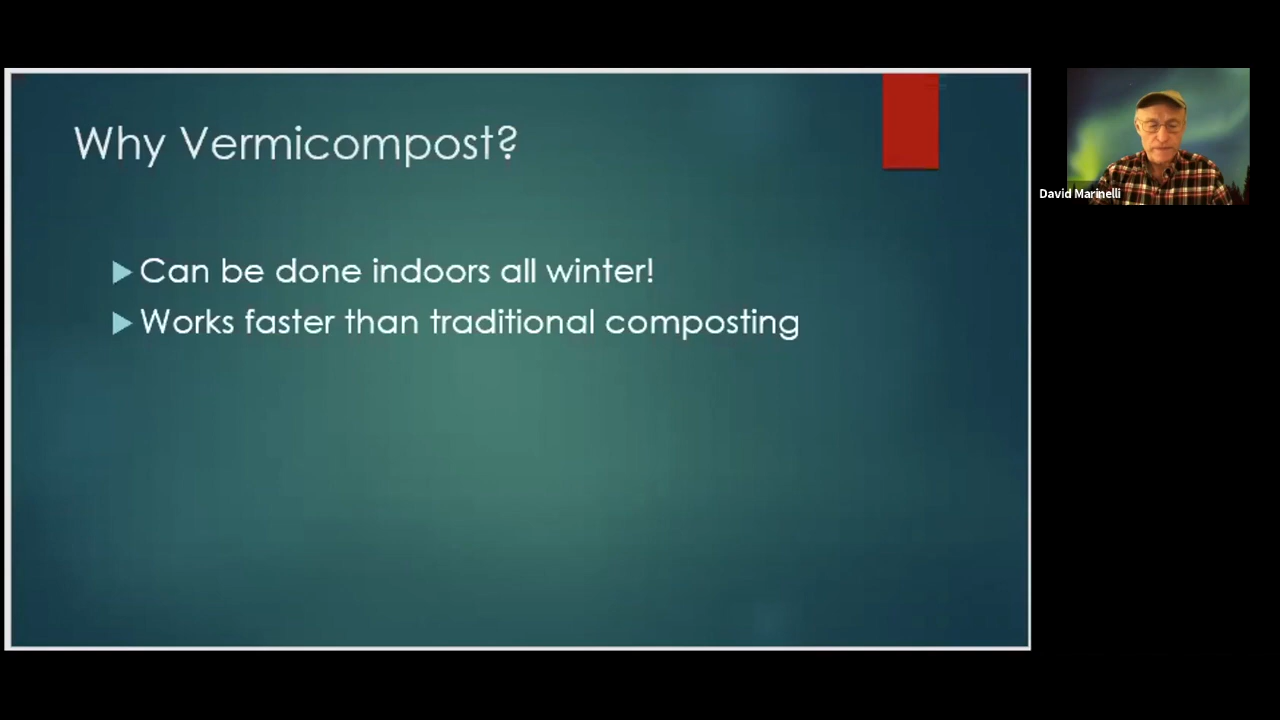 Why Vermicompost?
Can be done indoors all winter!
Works faster than traditional composting
David Marinelli